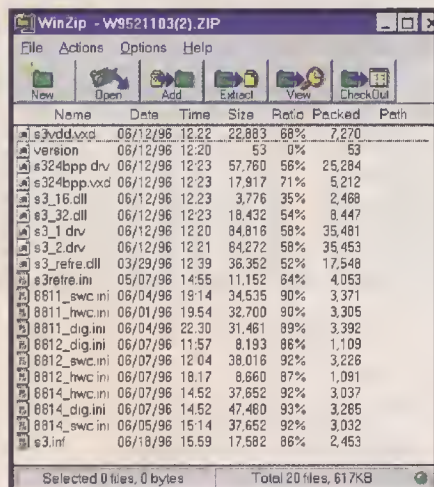 WinZip - W9521103(2).ZIP
File Actions Options Help
New Open Add Extract View CheckOut
Name Date Time Size Ratio Packed Path
s3vdd.vxd 06/12/96 12:22 22,883 68% 7,270
version 06/12/96 12:20 53 0% 53
s324bpp.drv 06/12/96 12:23 57,760 56% 25,284
s324bpp.vxd 06/12/96 12:23 17,917 71% 5,212
s3_16.dll 06/12/96 12:23 3,776 35% 2,468
s3_32.dll 06/12/96 12:23 18,432 54% 8,447
s3_1.drv 06/12/96 12:20 84,816 58% 35,481
s3_2.drv 06/12/96 12:21 84,272 58% 35,453
s3_refre.dll 03/29/96 12:39 36,352 52% 17,548
s3refre.ini 05/07/96 14:55 11,152 64% 4,053
8811_swc.ini 06/04/96 19:14 34,535 90% 3,371
8811_hwc.ini 06/01/96 19:54 32,700 90% 3,305
8811_dig.ini 06/04/96 22:30 31,461 89% 3,392
8812_dig.ini 06/07/96 11:57 8,193 86% 1,109
8812_swc.ini 06/07/96 12:04 38,016 92% 3,226
8812_hwc.ini 06/07/96 18:17 8,660 87% 1,091
8814_hwc.ini 06/07/96 14:52 37,652 92% 3,037
8814_dig.ini 06/07/96 14:52 47,480 93% 3,285
8814_swc.ini 06/05/96 15:14 37,652 92% 3,032
s3.inf 06/18/96 15:59 17,582 86% 2,453
Selected 0 files, 0 bytes Total 20 files, 617KB